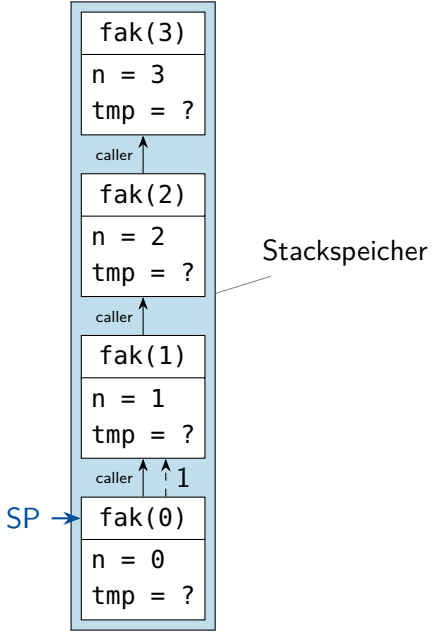 fak(3)
n = 3
tmp = ?
caller
fak(2)
n = 2
tmp = ?
Stackspeicher
caller
fak(1)
n = 1
tmp = ?
caller
1
SP
fak(0)
n = 0
tmp = ?